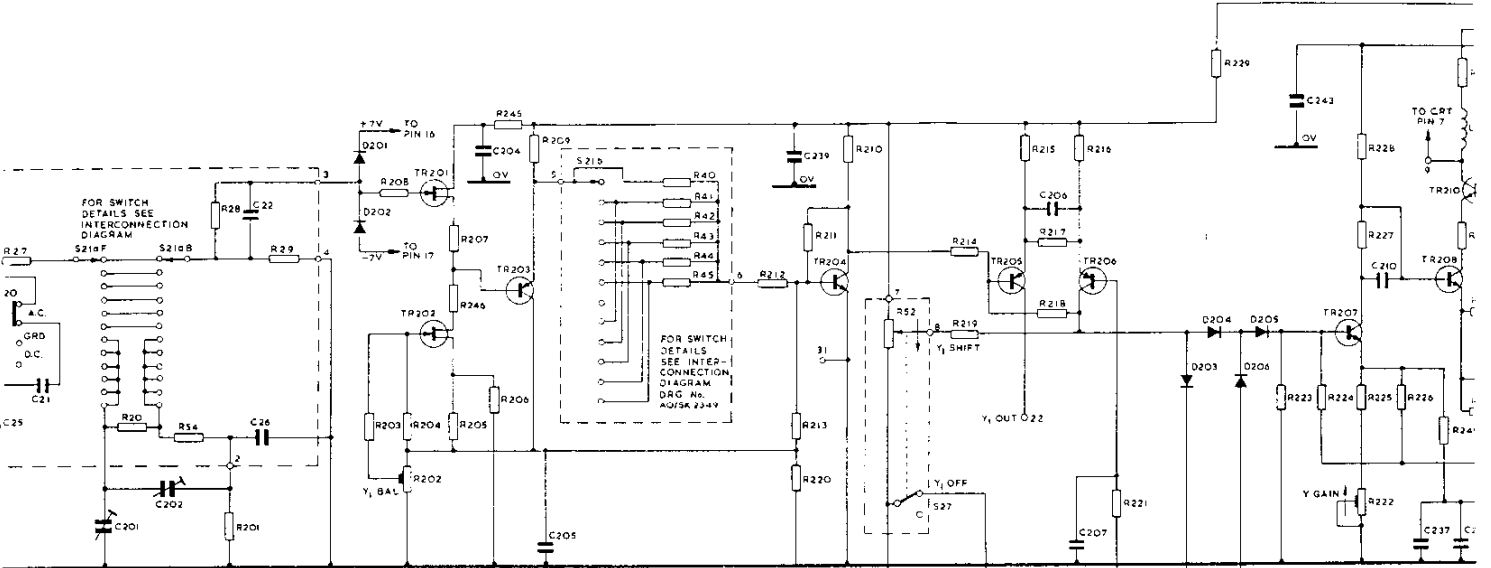 R229
C243
TO CRT
PIN 7
9
+7V
TO
PIN 16
D201
R245
R209
C204
OV
S21b
5
R40
R41
R42
R43
R44
R45
6
C239
OV
R210
R215
R216
C206
R217
OV
R228
TR210
3
R208
TR201
D202
-7V
TO
PIN 17
FOR SWITCH
DETAILS SEE
INTERCONNECTION
DIAGRAM
R28
C22
R27
S21aF
S21aB
R29
4
R207
TR203
R246
TR202
R212
R211
TR204
R214
TR205
TR206
R218
R227
C210
TR208
20
A.C.
GRD
D.C.
C21
C25
R20
R54
C26
2
C202
C201
R201
R203
R204
R205
R206
Y₁ BAL
R202
C205
FOR SWITCH
DETAILS
SEE INTER-
CONNECTION
DIAGRAM
DRG No.
AO/SK 2349
31
R213
R220
7
R52
8
R219
Y₁ SHIFT
Y₁ OUT
22
Y₁ OFF
S27
C
C207
R221
D204
D205
D203
D206
TR207
R223
R224
R225
R226
Y GAIN
R222
C237